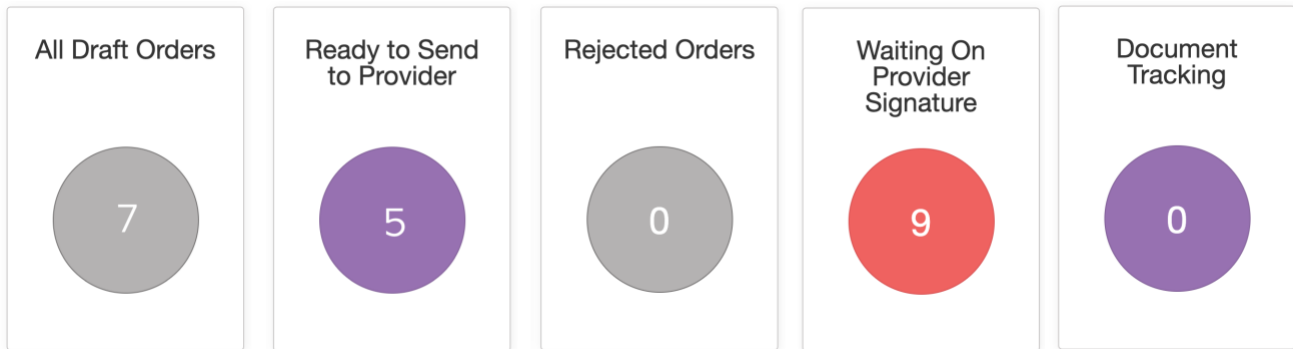 All Draft Orders
7
Ready to Send
to Provider
5
Rejected Orders
0
Waiting On
Provider
Signature
9
Document
Tracking
0